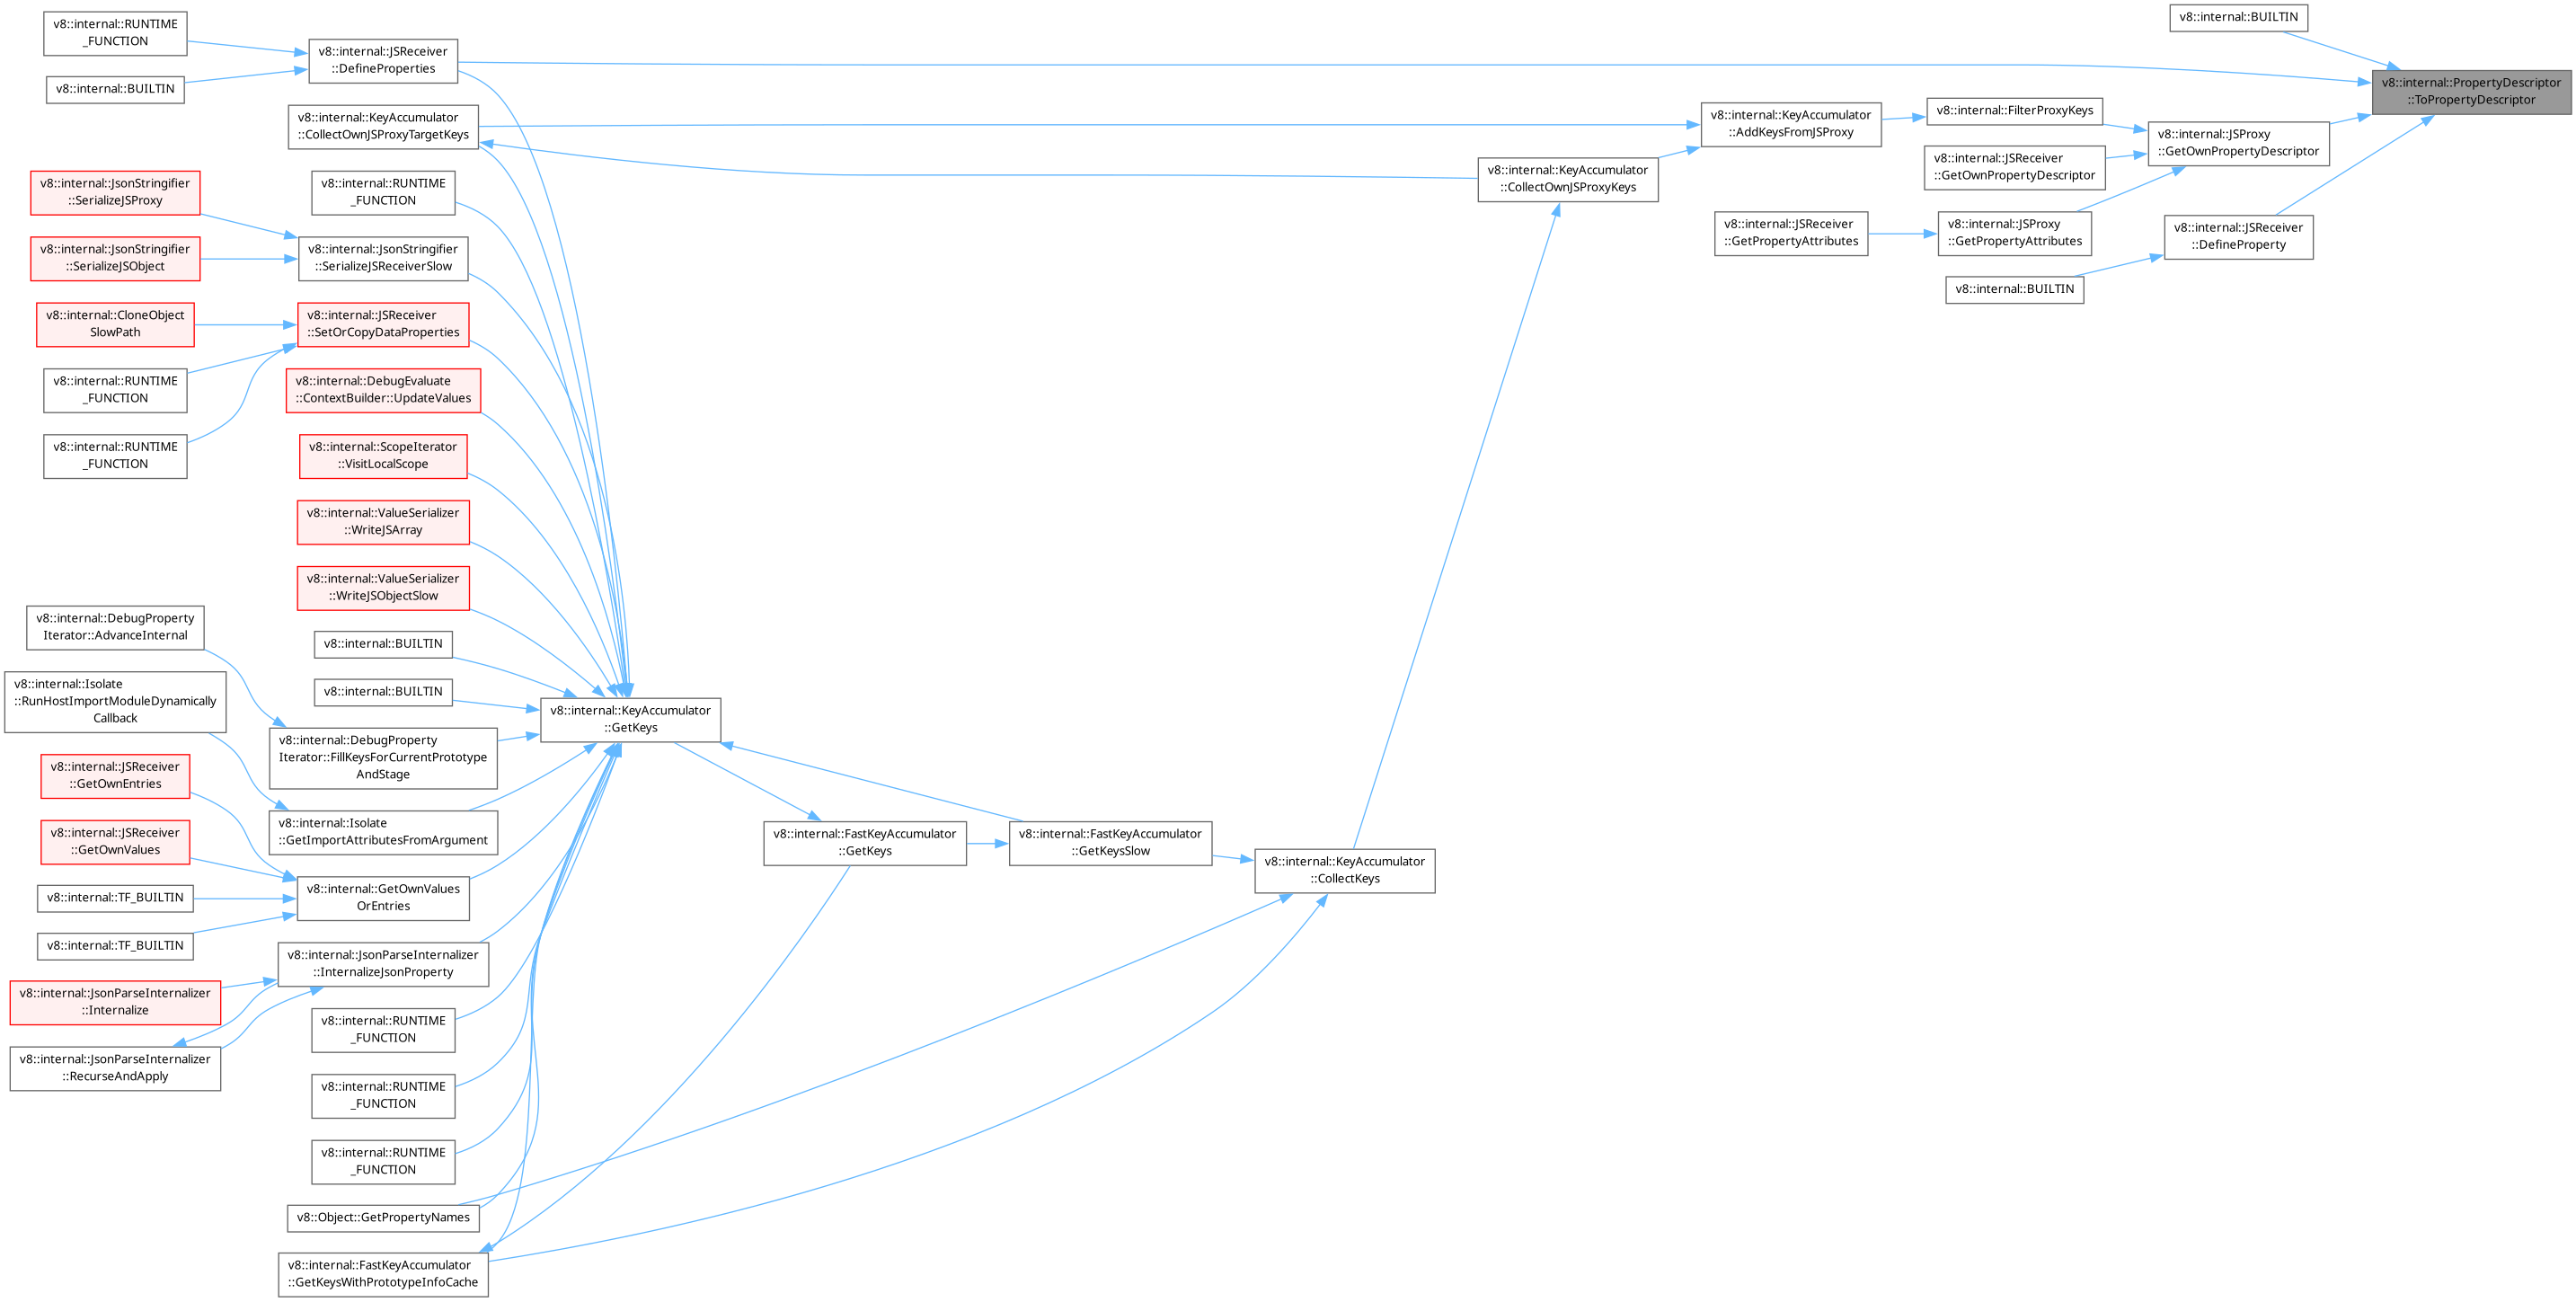 v8::internal::RUNTIME
_FUNCTION
v8::internal::BUILTIN
v8::internal::JSReceiver
::DefineProperties
v8::internal::KeyAccumulator
::CollectOwnJSProxyTargetKeys
v8::internal::RUNTIME
_FUNCTION
v8::internal::JsonStringifier
::SerializeJSProxy
v8::internal::JsonStringifier
::SerializeJSObject
v8::internal::JsonStringifier
::SerializeJSReceiverSlow
v8::internal::CloneObject
SlowPath
v8::internal::JSReceiver
::SetOrCopyDataProperties
v8::internal::RUNTIME
_FUNCTION
v8::internal::RUNTIME
_FUNCTION
v8::internal::DebugEvaluate
::ContextBuilder::UpdateValues
v8::internal::ScopeIterator
::VisitLocalScope
v8::internal::ValueSerializer
::WriteJSArray
v8::internal::ValueSerializer
::WriteJSObjectSlow
v8::internal::BUILTIN
v8::internal::BUILTIN
v8::internal::DebugProperty
Iterator::AdvanceInternal
v8::internal::Isolate
::RunHostImportModuleDynamically
Callback
v8::internal::DebugProperty
Iterator::FillKeysForCurrentPrototype
AndStage
v8::internal::JSReceiver
::GetOwnEntries
v8::internal::Isolate
::GetImportAttributesFromArgument
v8::internal::JSReceiver
::GetOwnValues
v8::internal::TF_BUILTIN
v8::internal::GetOwnValues
OrEntries
v8::internal::TF_BUILTIN
v8::internal::JsonParseInternalizer
::InternalizeJsonProperty
v8::internal::JsonParseInternalizer
::Internalize
v8::internal::JsonParseInternalizer
::RecurseAndApply
v8::internal::RUNTIME
_FUNCTION
v8::internal::RUNTIME
_FUNCTION
v8::internal::RUNTIME
_FUNCTION
v8::Object::GetPropertyNames
v8::internal::FastKeyAccumulator
::GetKeysWithPrototypeInfoCache
v8::internal::KeyAccumulator
::GetKeys
v8::internal::FastKeyAccumulator
::GetKeys
v8::internal::FastKeyAccumulator
::GetKeysSlow
v8::internal::KeyAccumulator
::CollectKeys
v8::internal::KeyAccumulator
::CollectOwnJSProxyKeys
v8::internal::KeyAccumulator
::AddKeysFromJSProxy
v8::internal::JSReceiver
::GetPropertyAttributes
v8::internal::FilterProxyKeys
v8::internal::JSReceiver
::GetOwnPropertyDescriptor
v8::internal::JSProxy
::GetPropertyAttributes
v8::internal::BUILTIN
v8::internal::BUILTIN
v8::internal::JSProxy
::GetOwnPropertyDescriptor
v8::internal::JSReceiver
::DefineProperty
v8::internal::PropertyDescriptor
::ToPropertyDescriptor